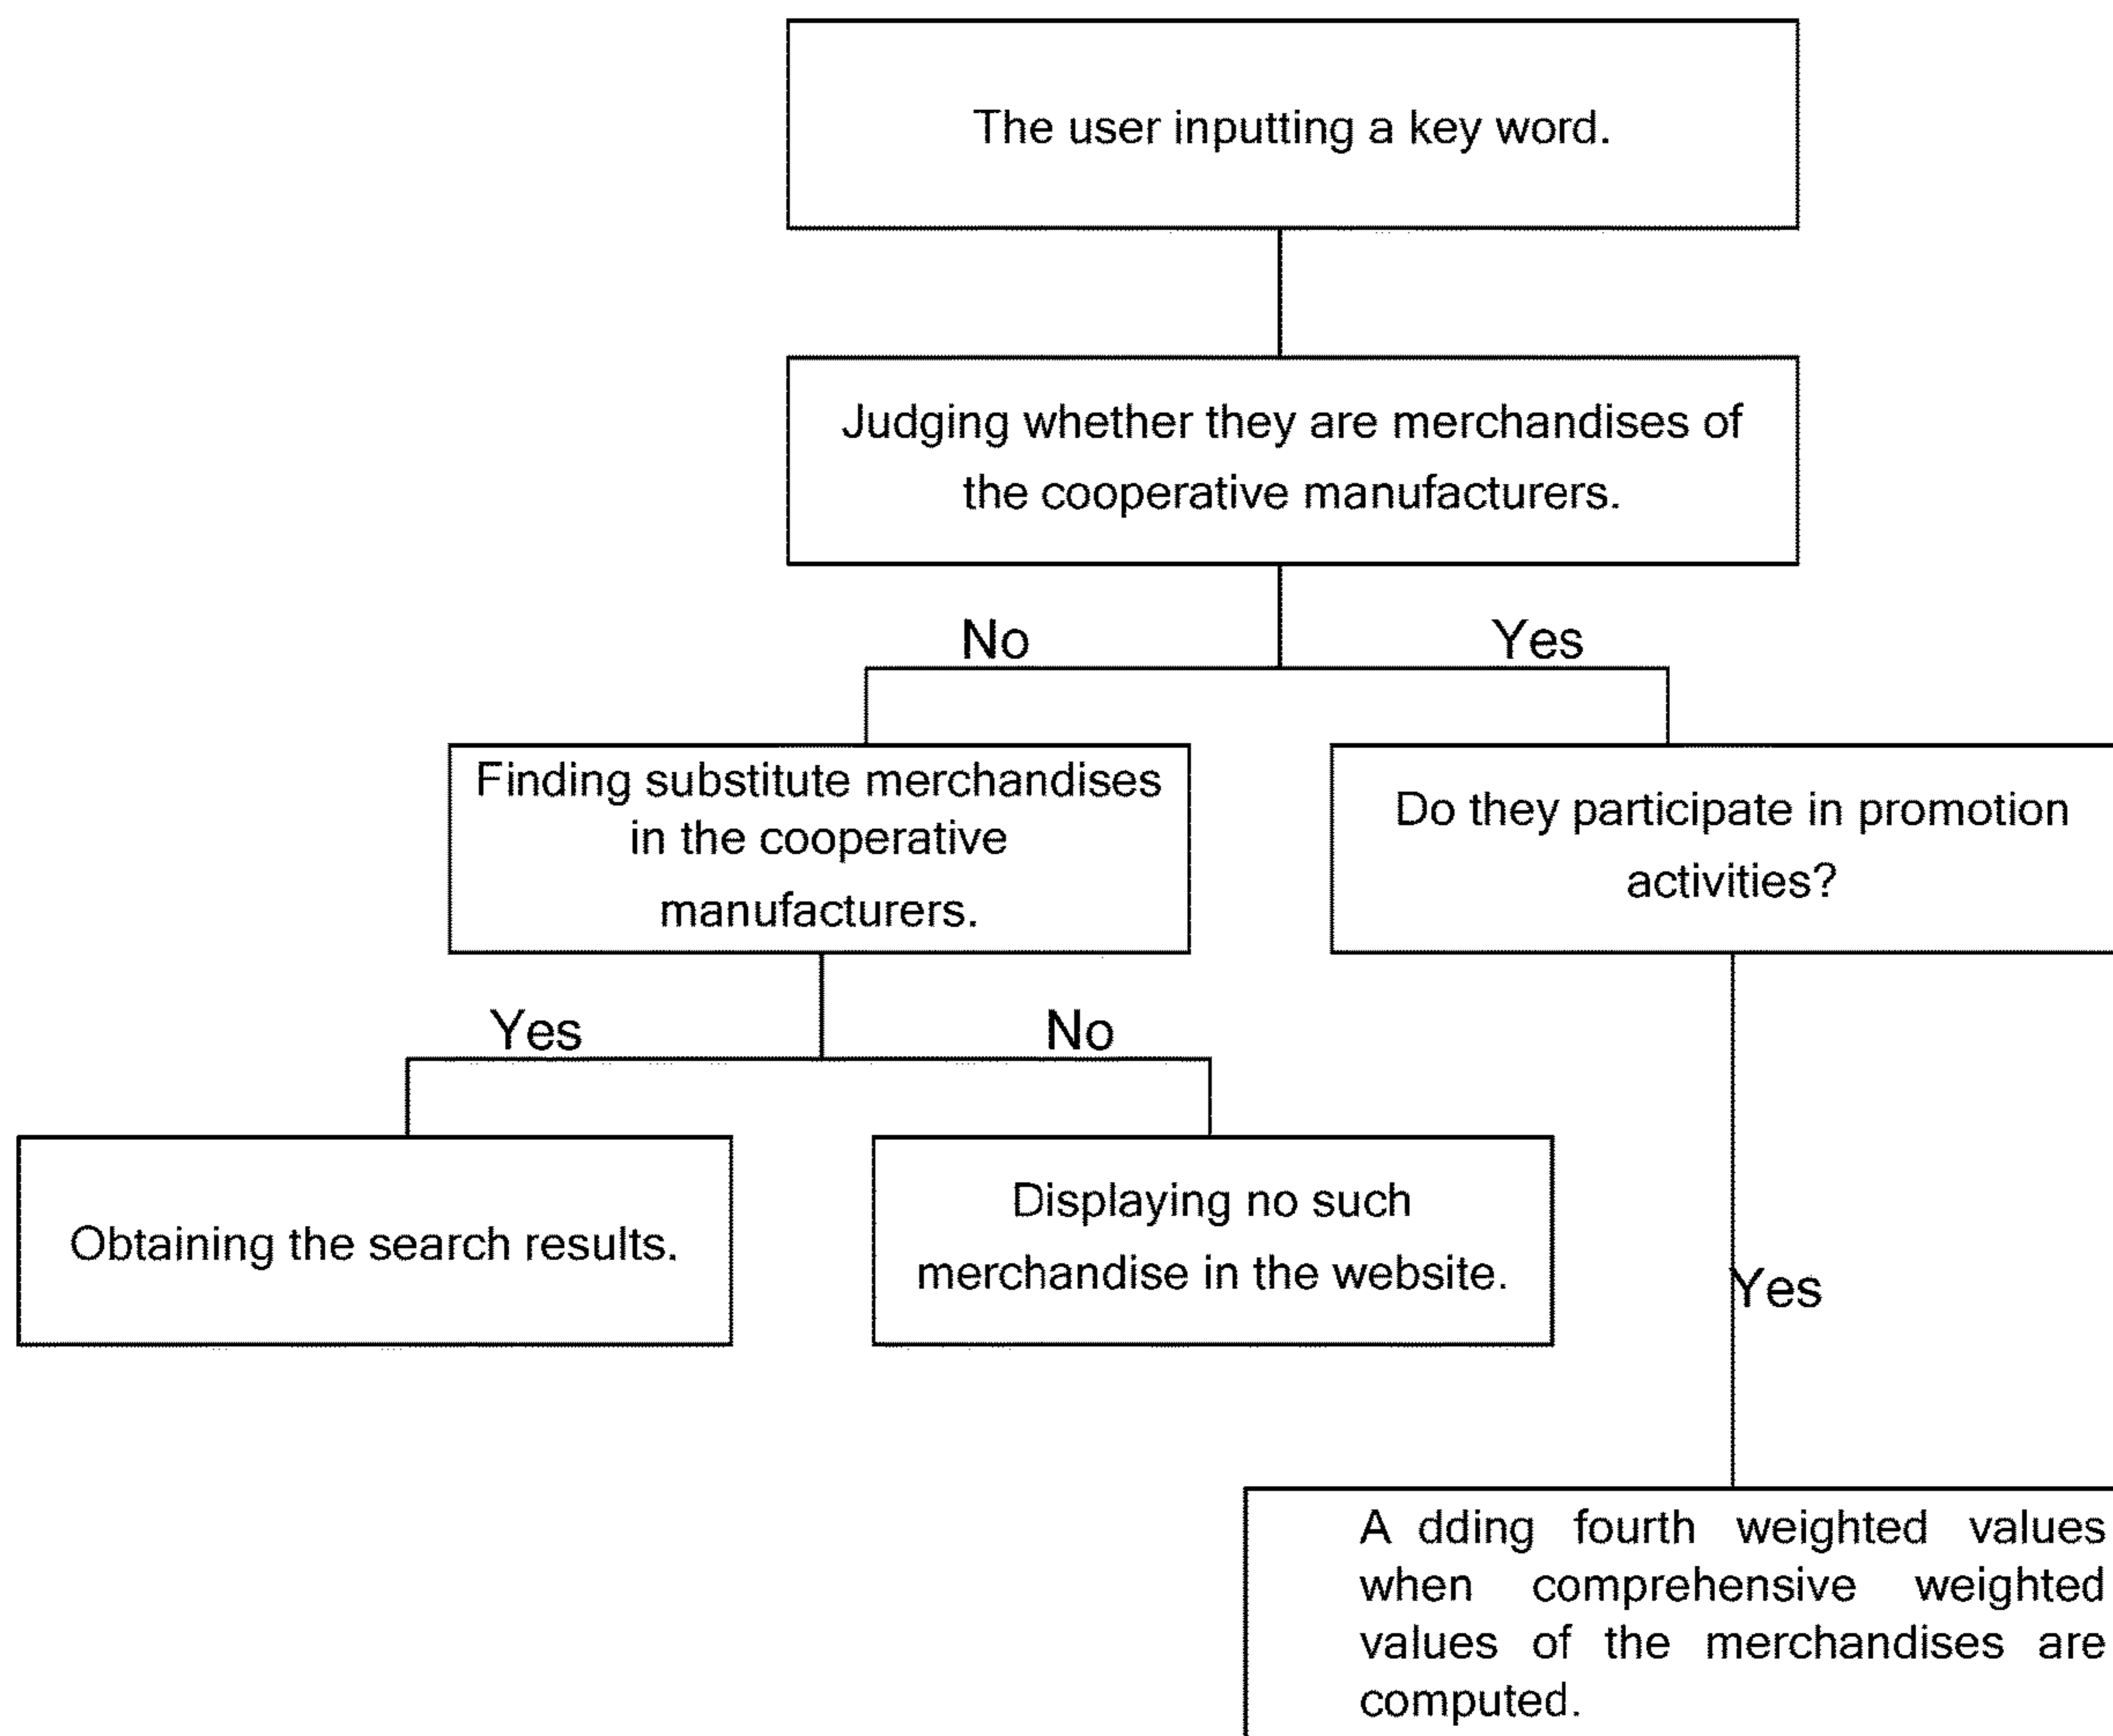 The user inputting a key word.
Judging whether they are merchandises of
the cooperative manufacturers.
No
Yes
Finding substitute merchandises
in the cooperative
manufacturers.
Do they participate in promotion
activities?
Yes
No
Obtaining the search results.
Displaying no such
merchandise in the website.
Yes
A dding fourth weighted values
when comprehensive weighted
values of the merchandises are
computed.